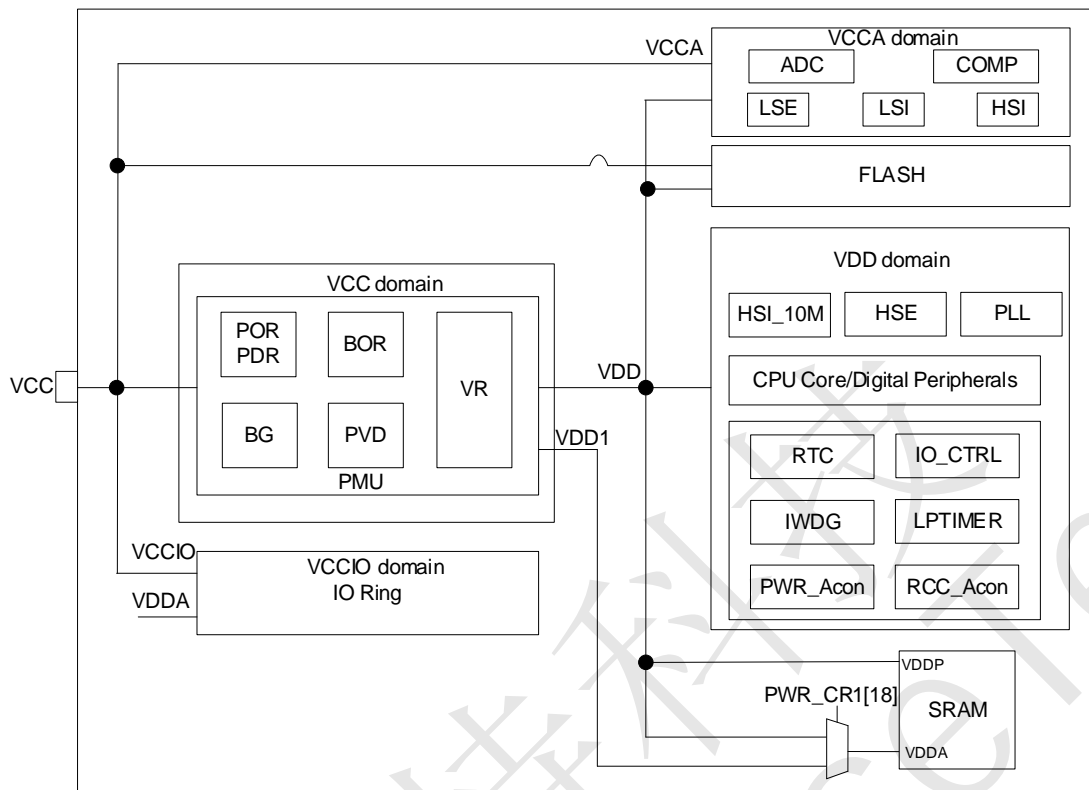 VCCA domain
VCCA
ADC
COMP
LSE
LSI
HSI
FLASH
VCC domain
POR
PDR
BOR
VR
BG
PVD
PMU
VCC
VDD
VDD1
VDD domain
HSI_10M
HSE
PLL
CPU Core/Digital Peripherals
RTC
IO_CTRL
IWDG
LPTIMER
PWR_Acon
RCC_Acon
VCCIO
VCCIO domain
IO Ring
VDDA
VDDP
PWR_CR1[18]
SRAM
VDDA